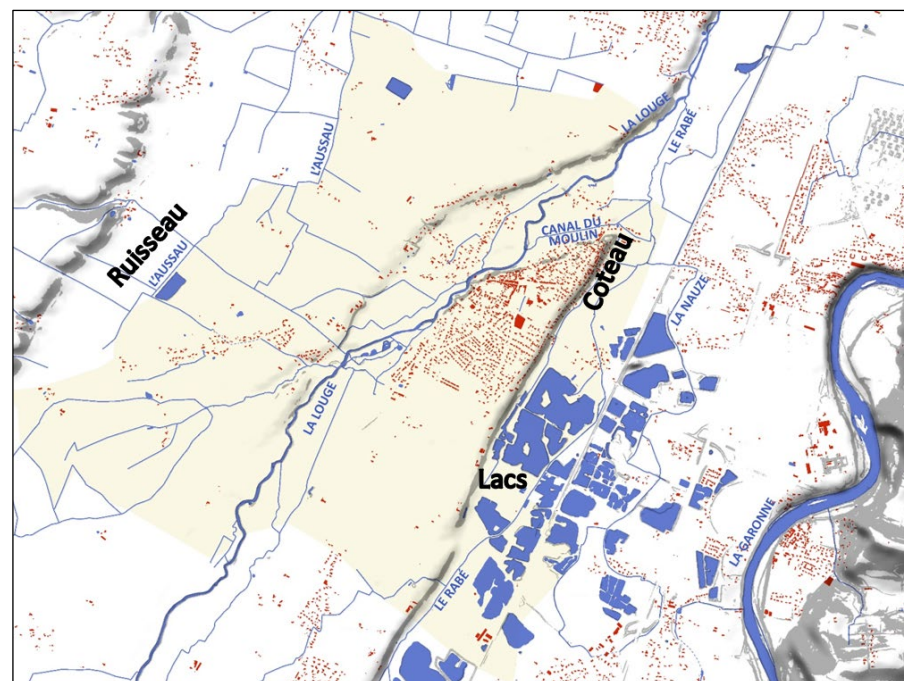 LA LOUGE
LE RABÉ
L'AUSSAU
CANAL DU
MOULIN
Ruisseau
L'AUSSAU
Coteau
LA NAUZE
LA LOUGE
Lacs
LA GARONNE
LE RABÉ